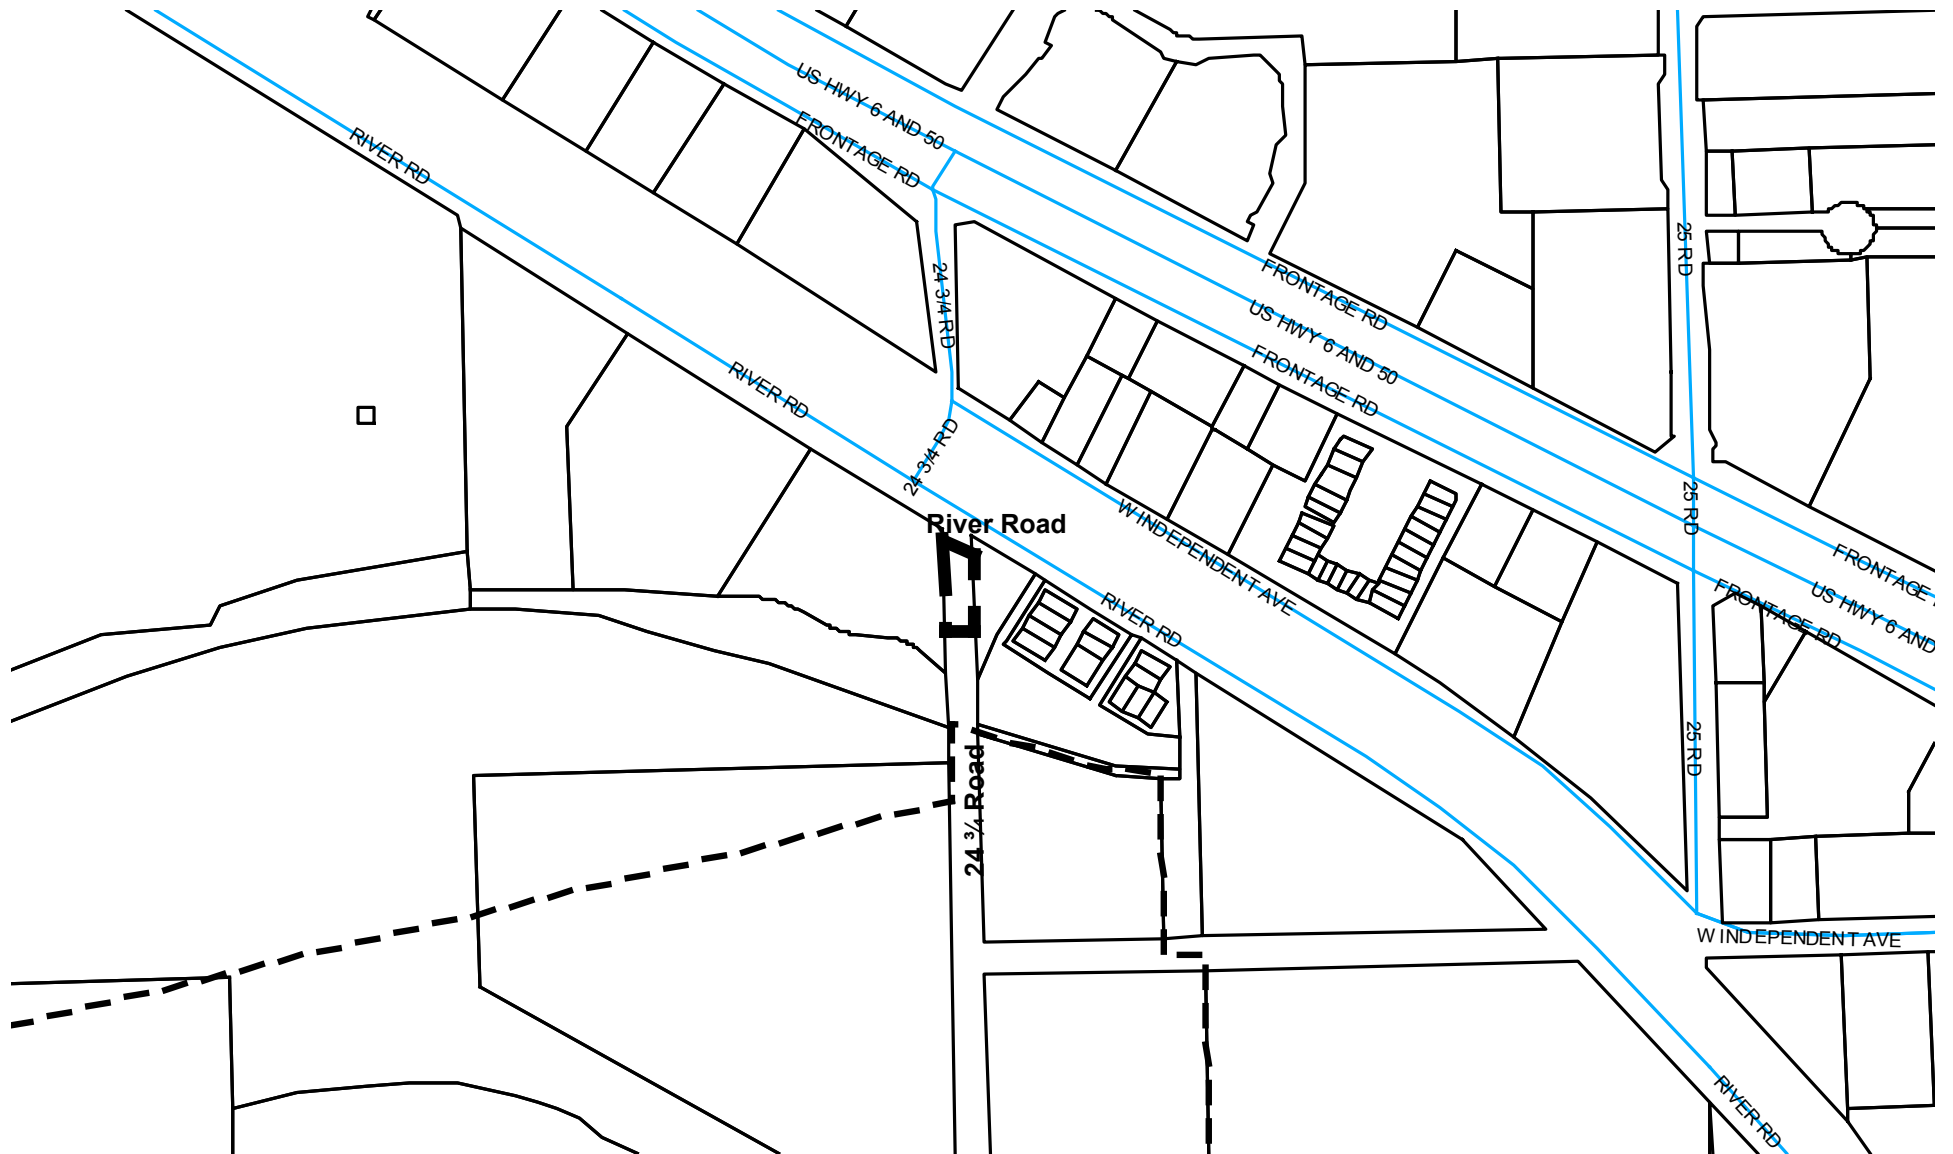 US HWY 6 AND 50
FRONTAGE RD
RIVER RD
25 RD
FRONTAGE RD
24 3/4 RD
US HWY 6 AND 50
FRONTAGE RD
RIVER RD
24 3/4 RD
25 RD
River Road
W INDEPENDENT AVE
FRONTAGE
US HWY 6 AND
FRONTAGE RD
RIVER RD
25 RD
24 ¾ Road
W INDEPENDENT AVE
RIVER RD